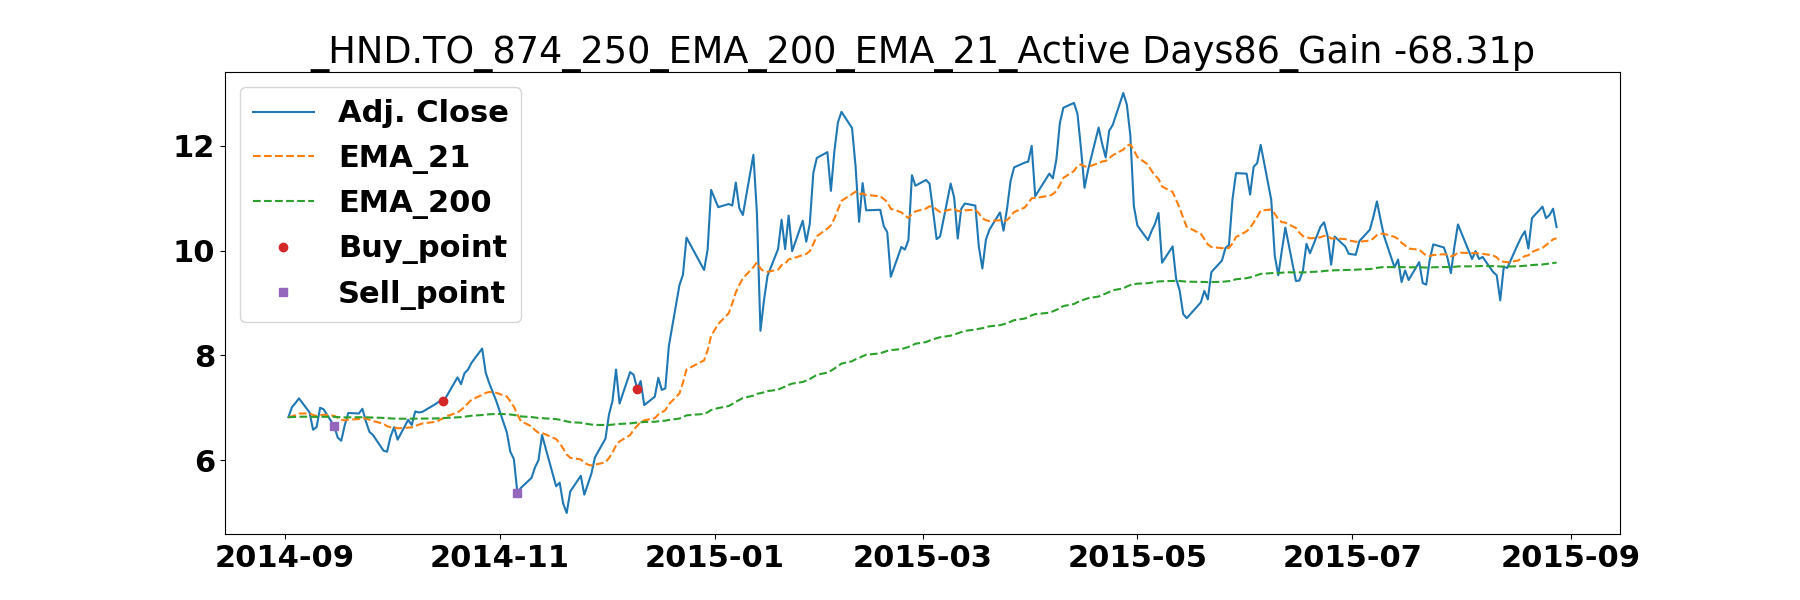 _HND.TO_874_250_EMA_200_EMA_21_Active Days86_Gain -68.31p
Adj. Close
EMA_21
EMA_200
Buy_point
Sell_point
12
10
8
6
2014-09
2014-11
2015-01
2015-03
2015-05
2015-07
2015-09